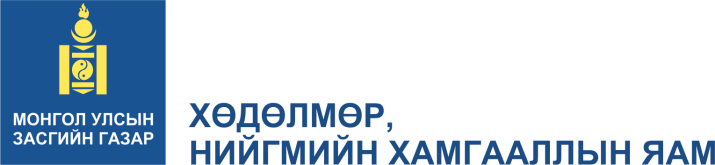 МОНГОЛ УЛСЫН
ЗАСГИЙН ГАЗАР
ХӨДӨЛМӨР,
НИЙГМИЙН ХАМГААЛЛЫН ЯАМ